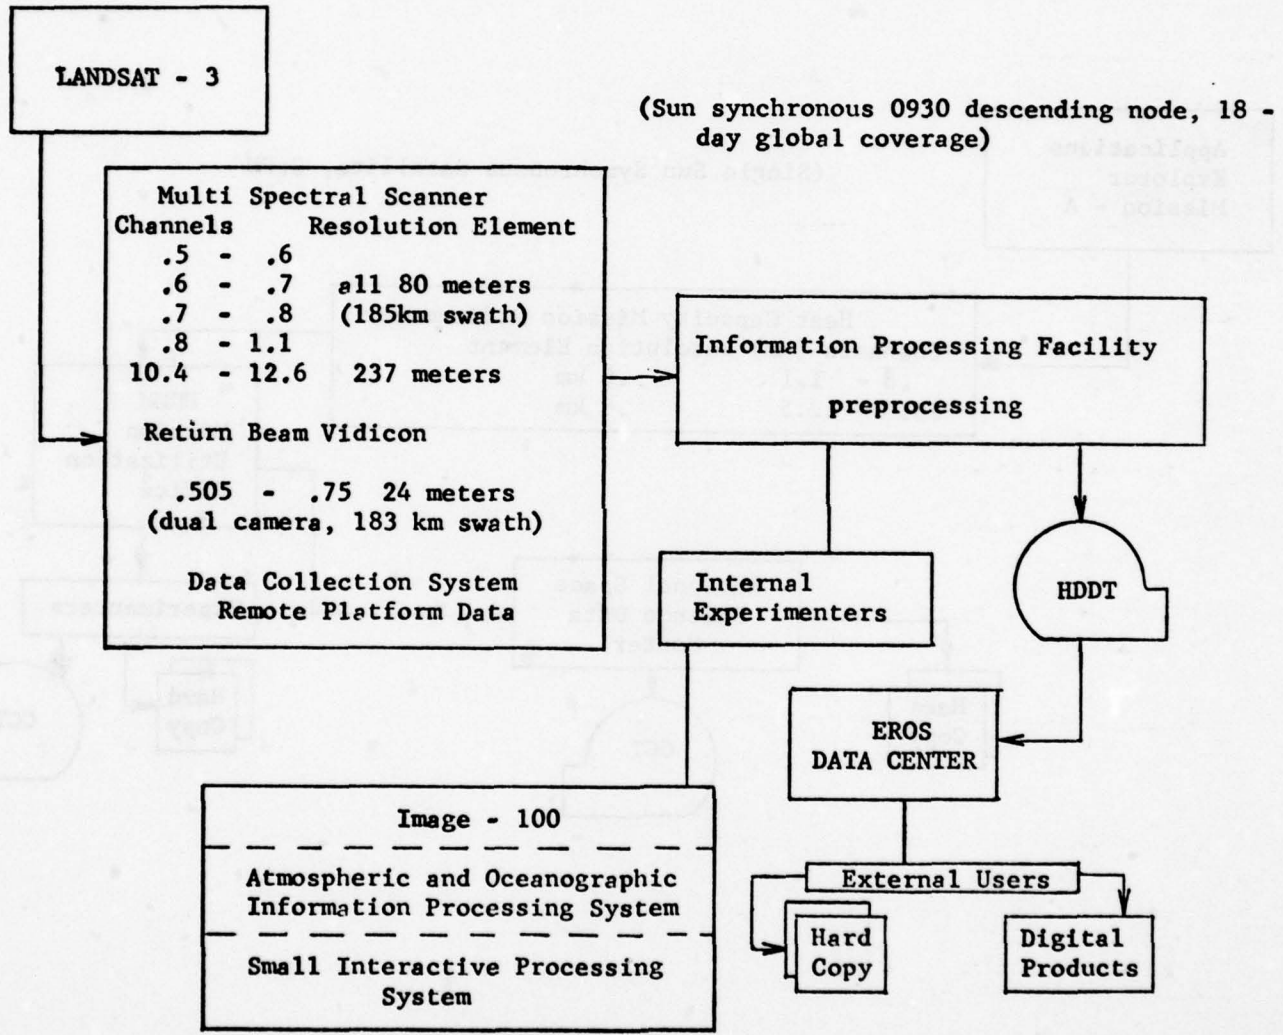 LANDSAT - 3
(Sun synchronous 0930 descending node, 18 -
day global coverage)
Multi Spectral Scanner
Channels Resolution Element
.5 - .6
.6 - .7 all 80 meters
.7 - .8 (185km swath)
.8 - 1.1
10.4 - 12.6 237 meters
Return Beam Vidicon
.505 - .75 24 meters
(dual camera, 183 km swath)
Data Collection System
Remote Platform Data
Information Processing Facility
preprocessing
Internal
Experimenters
HDDT
EROS
DATA CENTER
Image - 100
Atmospheric and Oceanographic
Information Processing System
Small Interactive Processing
System
External Users
Hard
Copy
Digital
Products